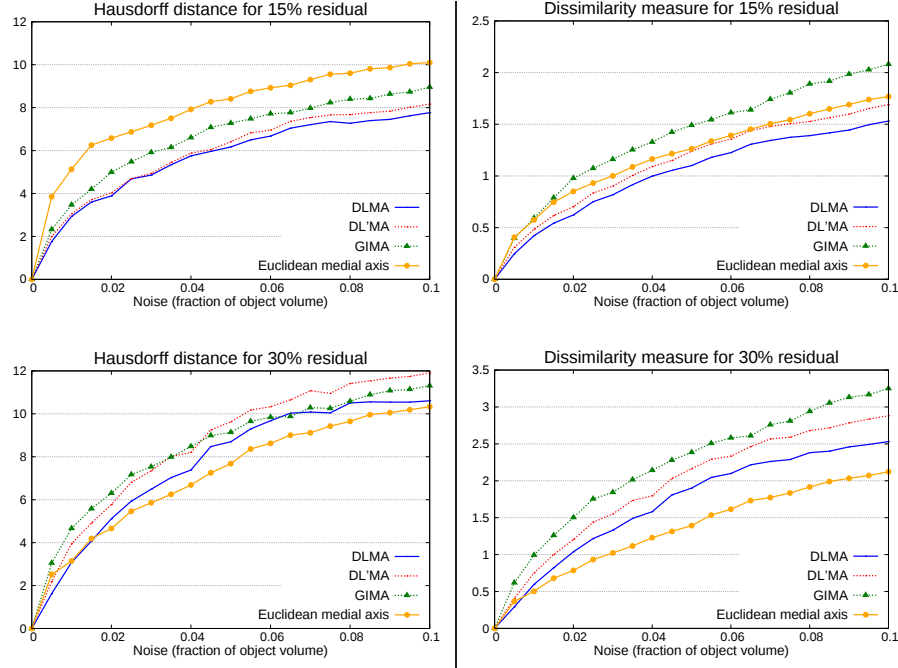 Hausdorff distance for 15% residual
12
10
8
6
4
2
0
0 0.02 0.04 0.06 0.08 0.1
Noise (fraction of object volume)
DLMA
DL'MA
GIMA
Euclidean medial axis
Dissimilarity measure for 15% residual
2.5
2
1.5
1
0.5
0
0 0.02 0.04 0.06 0.08 0.1
Noise (fraction of object volume)
DLMA
DL'MA
GIMA
Euclidean medial axis
Hausdorff distance for 30% residual
12
10
8
6
4
2
0
0 0.02 0.04 0.06 0.08 0.1
Noise (fraction of object volume)
DLMA
DL'MA
GIMA
Euclidean medial axis
Dissimilarity measure for 30% residual
3.5
3
2.5
2
1.5
1
0.5
0
0 0.02 0.04 0.06 0.08 0.1
Noise (fraction of object volume)
DLMA
DL'MA
GIMA
Euclidean medial axis